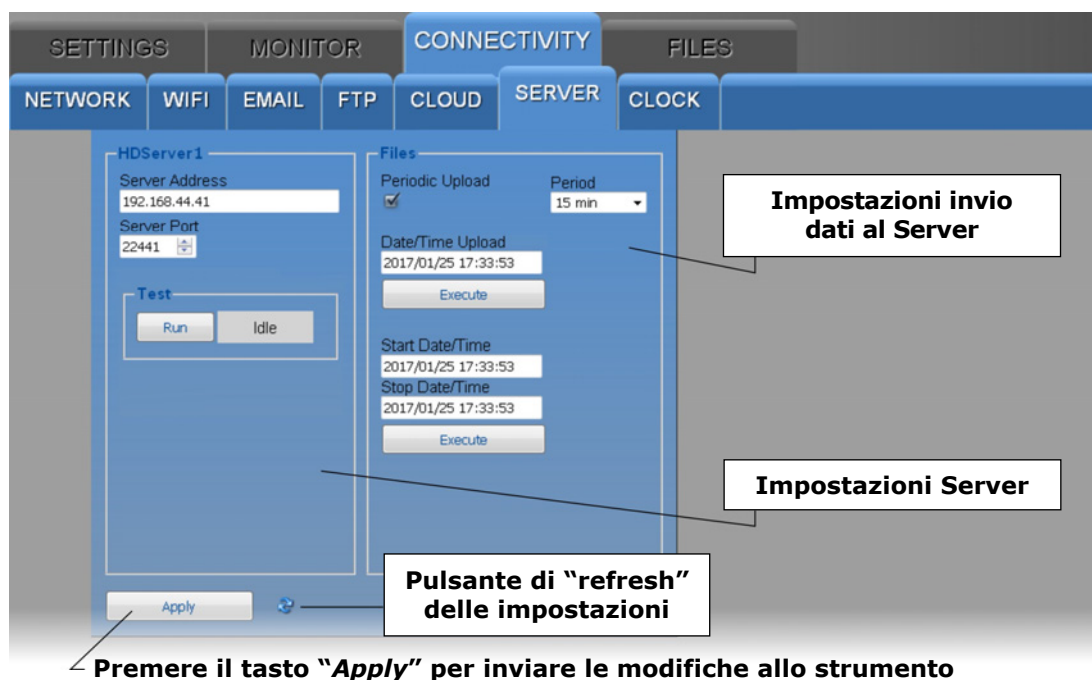 SETTINGS MONITOR CONNECTIVITY FILES
NETWORK WIFI EMAIL FTP CLOUD SERVER CLOCK
HDServer1
Server Address
192.168.44.41
Server Port
22441
Test
Run Idle
Files
Periodic Upload Period
15 min
Date/Time Upload
2017/01/25 17:33:53
Execute
Start Date/Time
2017/01/25 17:33:53
Stop Date/Time
2017/01/25 17:33:53
Execute
Impostazioni invio
dati al Server
Impostazioni Server
Pulsante di “refresh”
delle impostazioni
Apply
Premere il tasto “Apply” per inviare le modifiche allo strumento